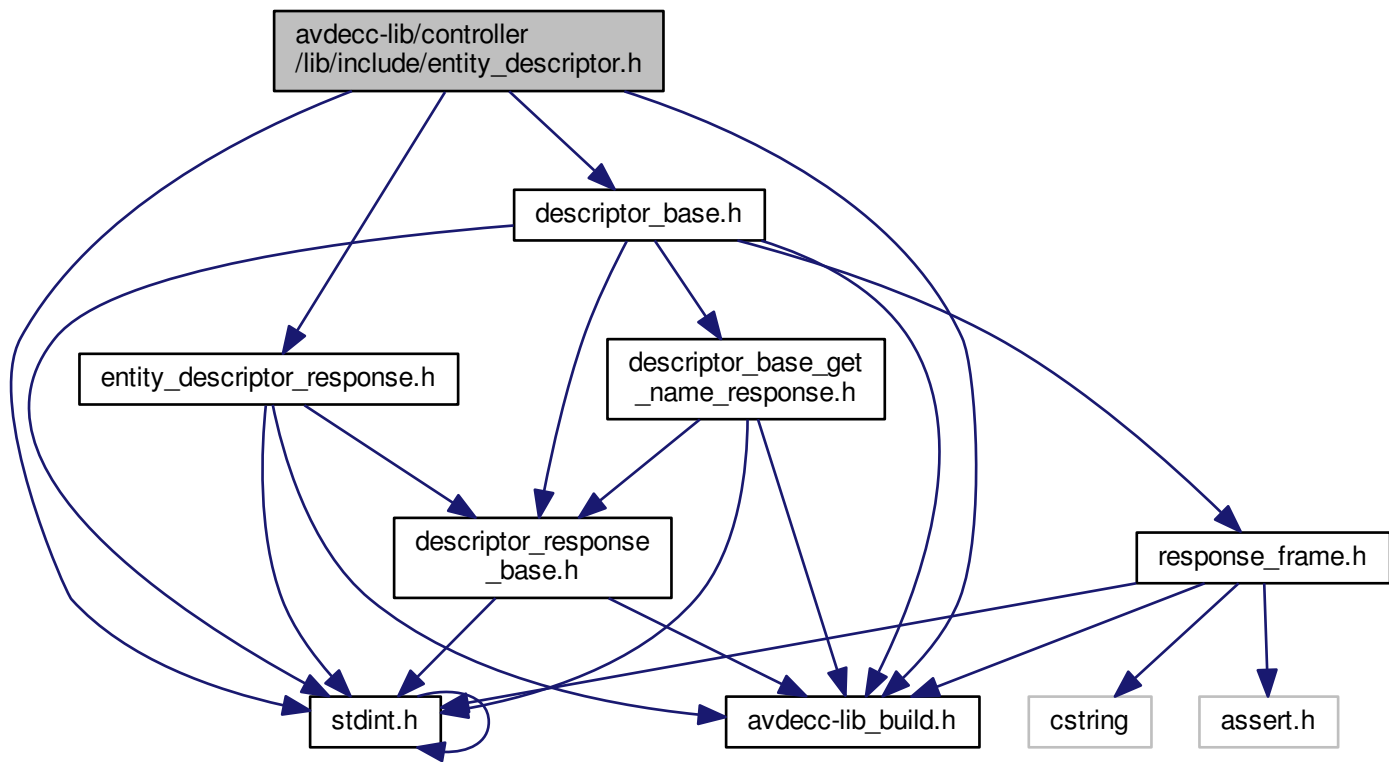 avdecc-lib/controller
/lib/include/entity_descriptor.h
descriptor_base.h
entity_descriptor_response.h
descriptor_base_get
_name_response.h
descriptor_response
_base.h
response_frame.h
stdint.h
avdecc-lib_build.h
cstring
assert.h